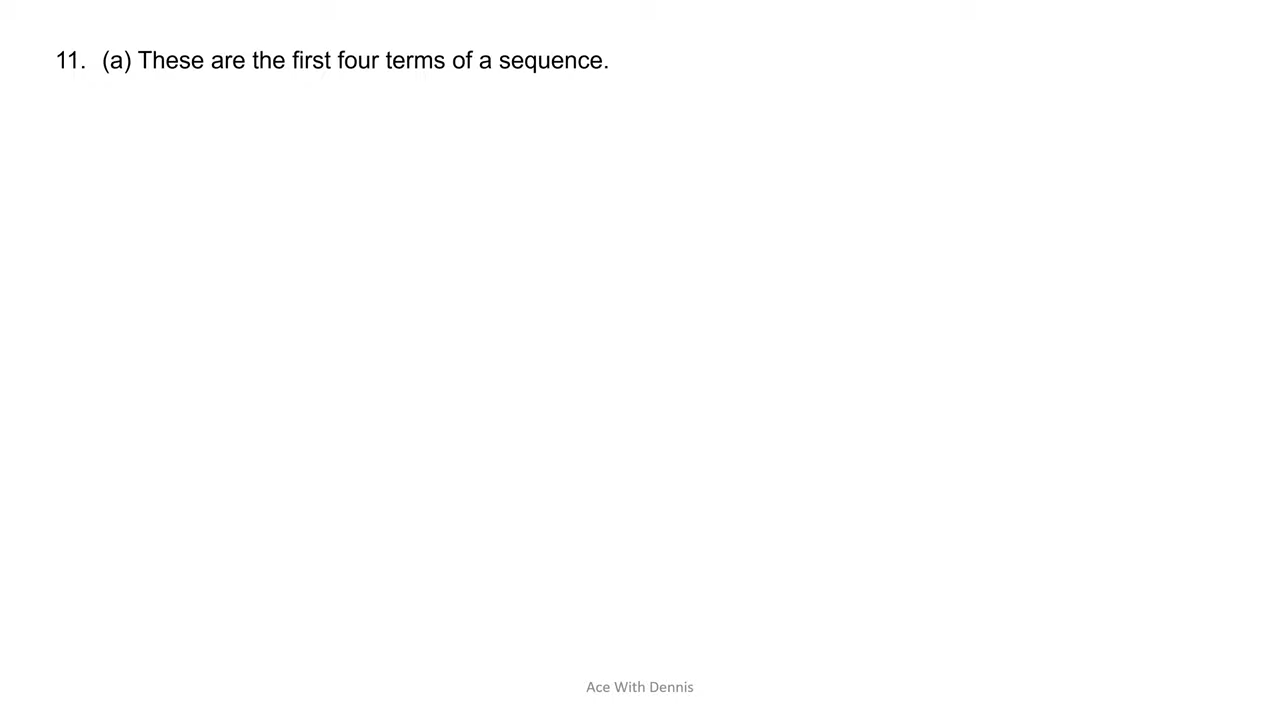 11. (a) These are the first four terms of a sequence.
Ace With Dennis